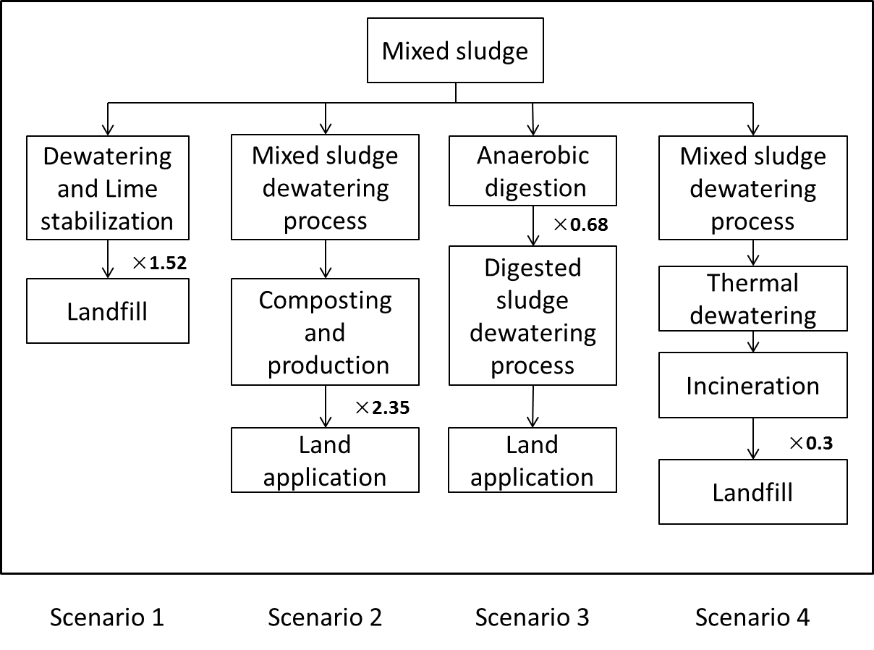 Mixed sludge
Dewatering
and Lime
stabilization
×1.52
Landfill
Mixed sludge
dewatering
process
Composting
and
production
×2.35
Land
application
Anaerobic
digestion
×0.68
Digested
sludge
dewatering
process
Land
application
Mixed sludge
dewatering
process
Thermal
dewatering
Incineration
×0.3
Landfill
Scenario 1
Scenario 2
Scenario 3
Scenario 4